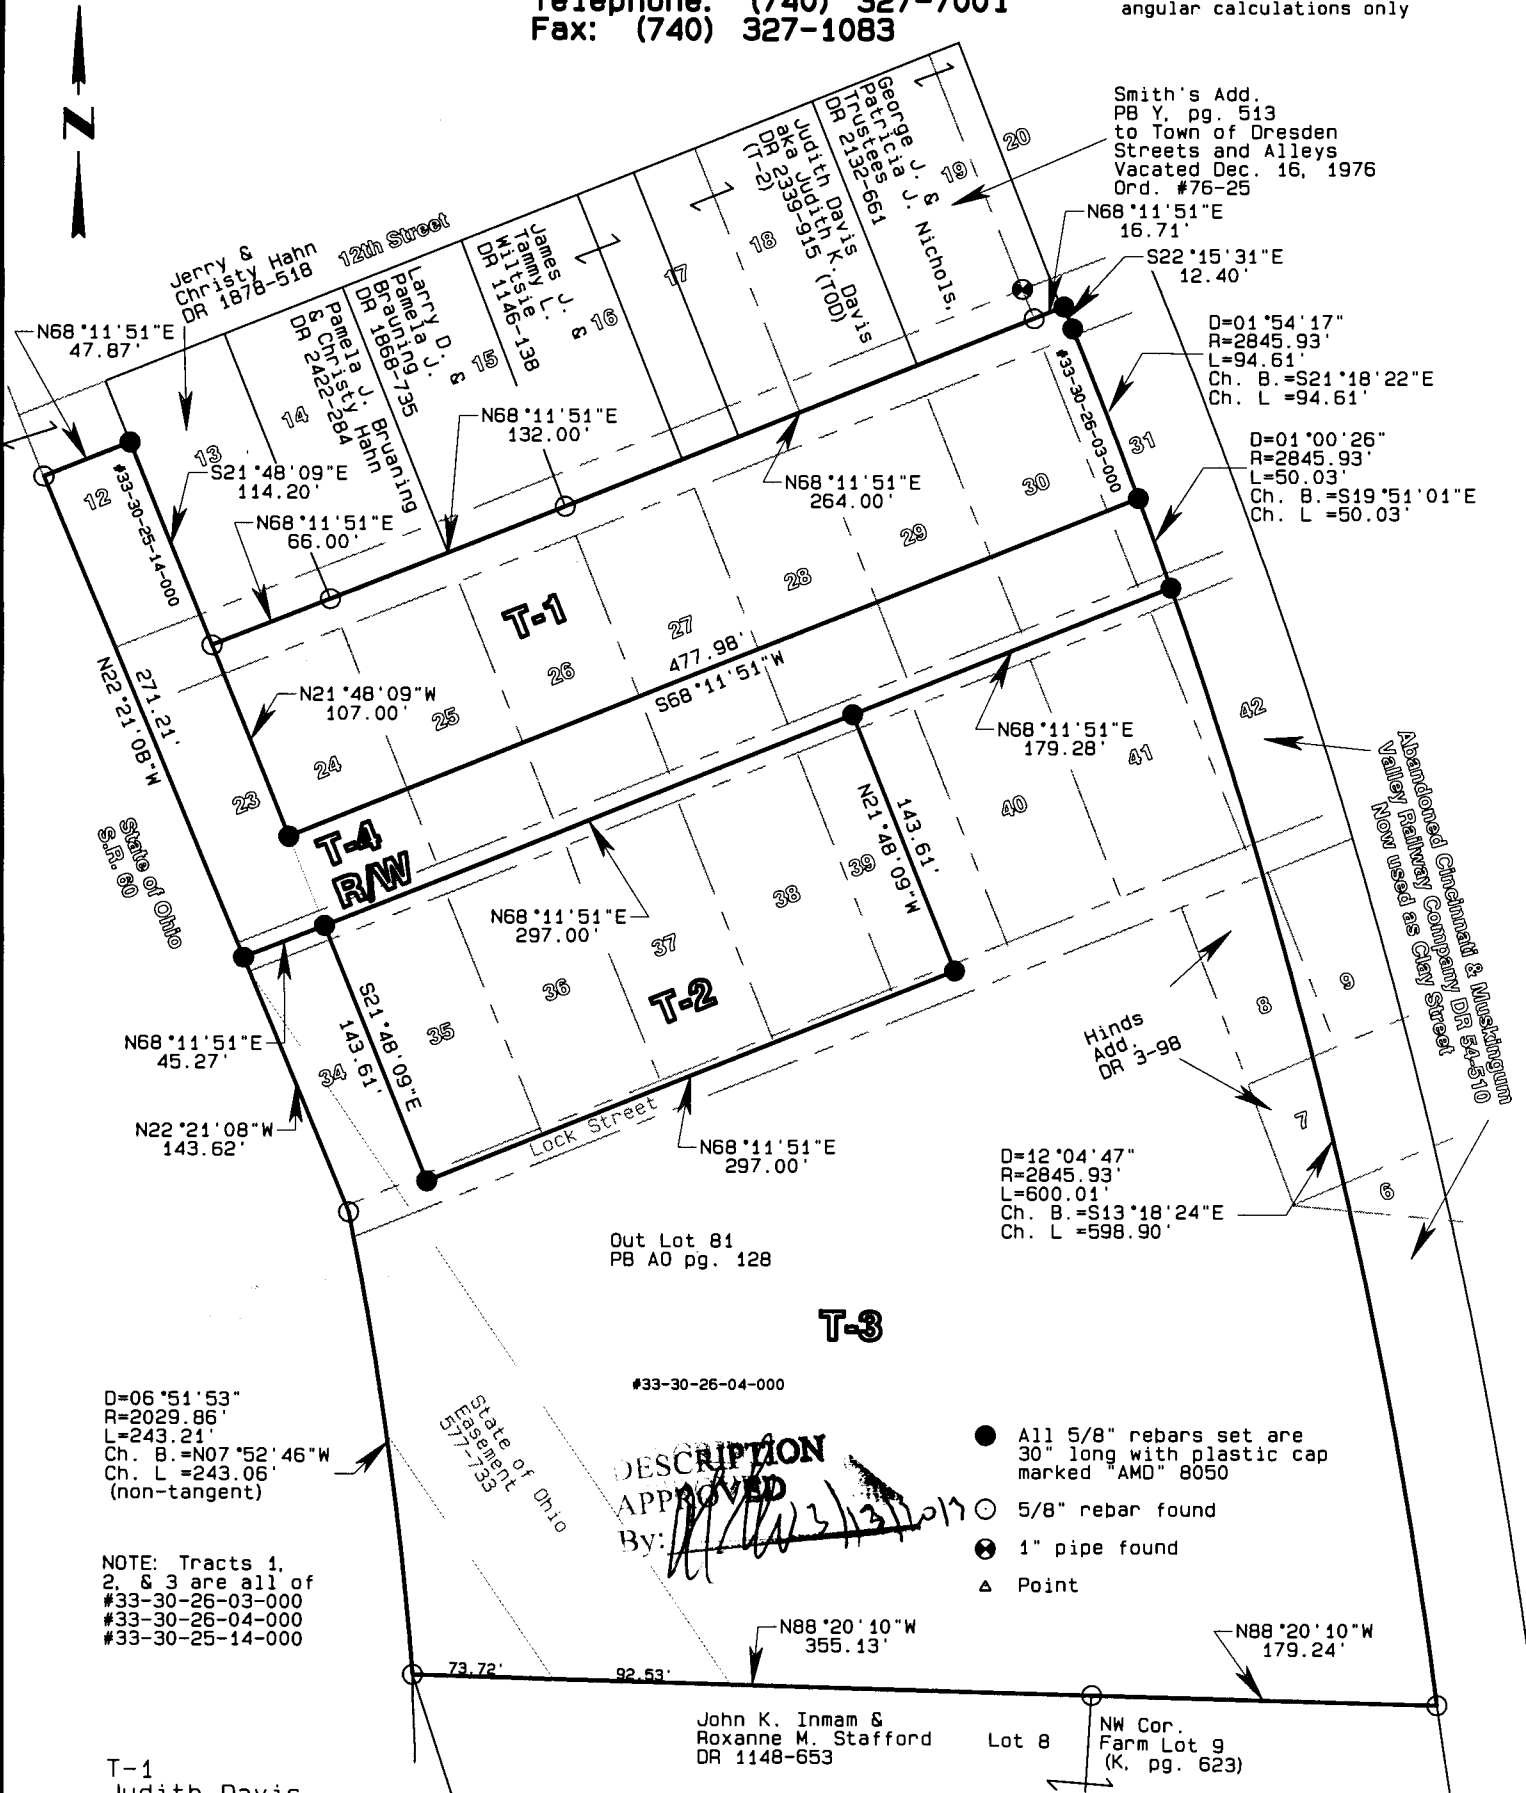 Telephone: (740) 327-7001
Fax: (740) 327-1083
angular calculations only
N
Smith's Add.
PB Y, pg. 513
to Town of Dresden
Streets and Alleys
Vacated Dec. 16, 1976
Ord. #76-25
N68°11'51"E
16.71'
S22°15'31"E
12.40'
D=01°54'17"
R=2845.93'
L=94.61'
Ch. B.=S21°18'22"E
Ch. L =94.61'
D=01°00'26"
R=2845.93'
L=50.03'
Ch. B.=S19°51'01"E
Ch. L =50.03'
George J. &
Patricia J. Nichols,
Trustees
DR 2132-661
Judith Davis
aka Judith K. Davis
DR 2339-915 (TOD)
(T-2)
James J. &
Tammy L.
Wiltsie
DR 1146-138
Larry D. &
Pamela J.
Brauning
DR 1868-735
Pamela J. Bruaning
& Christy Hahn
DR 2422-284
12th Street
Jerry &
Christy Hahn
DR 1878-518
N68°11'51"E
47.87'
12
13
14
15
16
17
18
19
20
#33-30-25-14-000
S21°48'09"E
114.20'
N68°11'51"E
66.00'
N68°11'51"E
132.00'
N68°11'51"E
264.00'
#33-30-26-03-000
T-1
23
24
25
26
27
28
29
30
31
N21°48'09"W
107.00'
477.98'
S68°11'51"W
271.21'
N22°21'08"W
State of Ohio
S.R. 60
T-4
R/W
N68°11'51"E
179.28'
N68°11'51"E
297.00'
N21°48'09"W
143.61'
34
35
36
37
38
39
40
41
42
T-2
S21°48'09"E
143.61'
N68°11'51"E
45.27'
N22°21'08"W
143.62'
Lock Street
N68°11'51"E
297.00'
Abandoned Cincinnati & Muskingum
Valley Railway Company DR 54-510
Now used as Clay Street
Hinds
Add.
DR 3-98
9
8
7
6
D=12°04'47"
R=2845.93'
L=600.01'
Ch. B.=S13°18'24"E
Ch. L =598.90'
Out Lot 81
PB AO pg. 128
T-3
#33-30-26-04-000
State of Ohio
Easement
577-733
D=06°51'53"
R=2029.86'
L=243.21'
Ch. B.=N07°52'46"W
Ch. L =243.06'
(non-tangent)
DESCRIPTION
APPROVED
By:
All 5/8" rebars set are
30" long with plastic cap
marked "AMD" 8050
5/8" rebar found
1" pipe found
Point
NOTE: Tracts 1,
2, & 3 are all of
#33-30-26-03-000
#33-30-26-04-000
#33-30-25-14-000
N88°20'10"W
355.13'
N88°20'10"W
179.24'
73.72'
92.53'
John K. Inmam &
Roxanne M. Stafford
DR 1148-653
Lot 8
NW Cor.
Farm Lot 9
(K, pg. 623)
T-1
Judith Davis